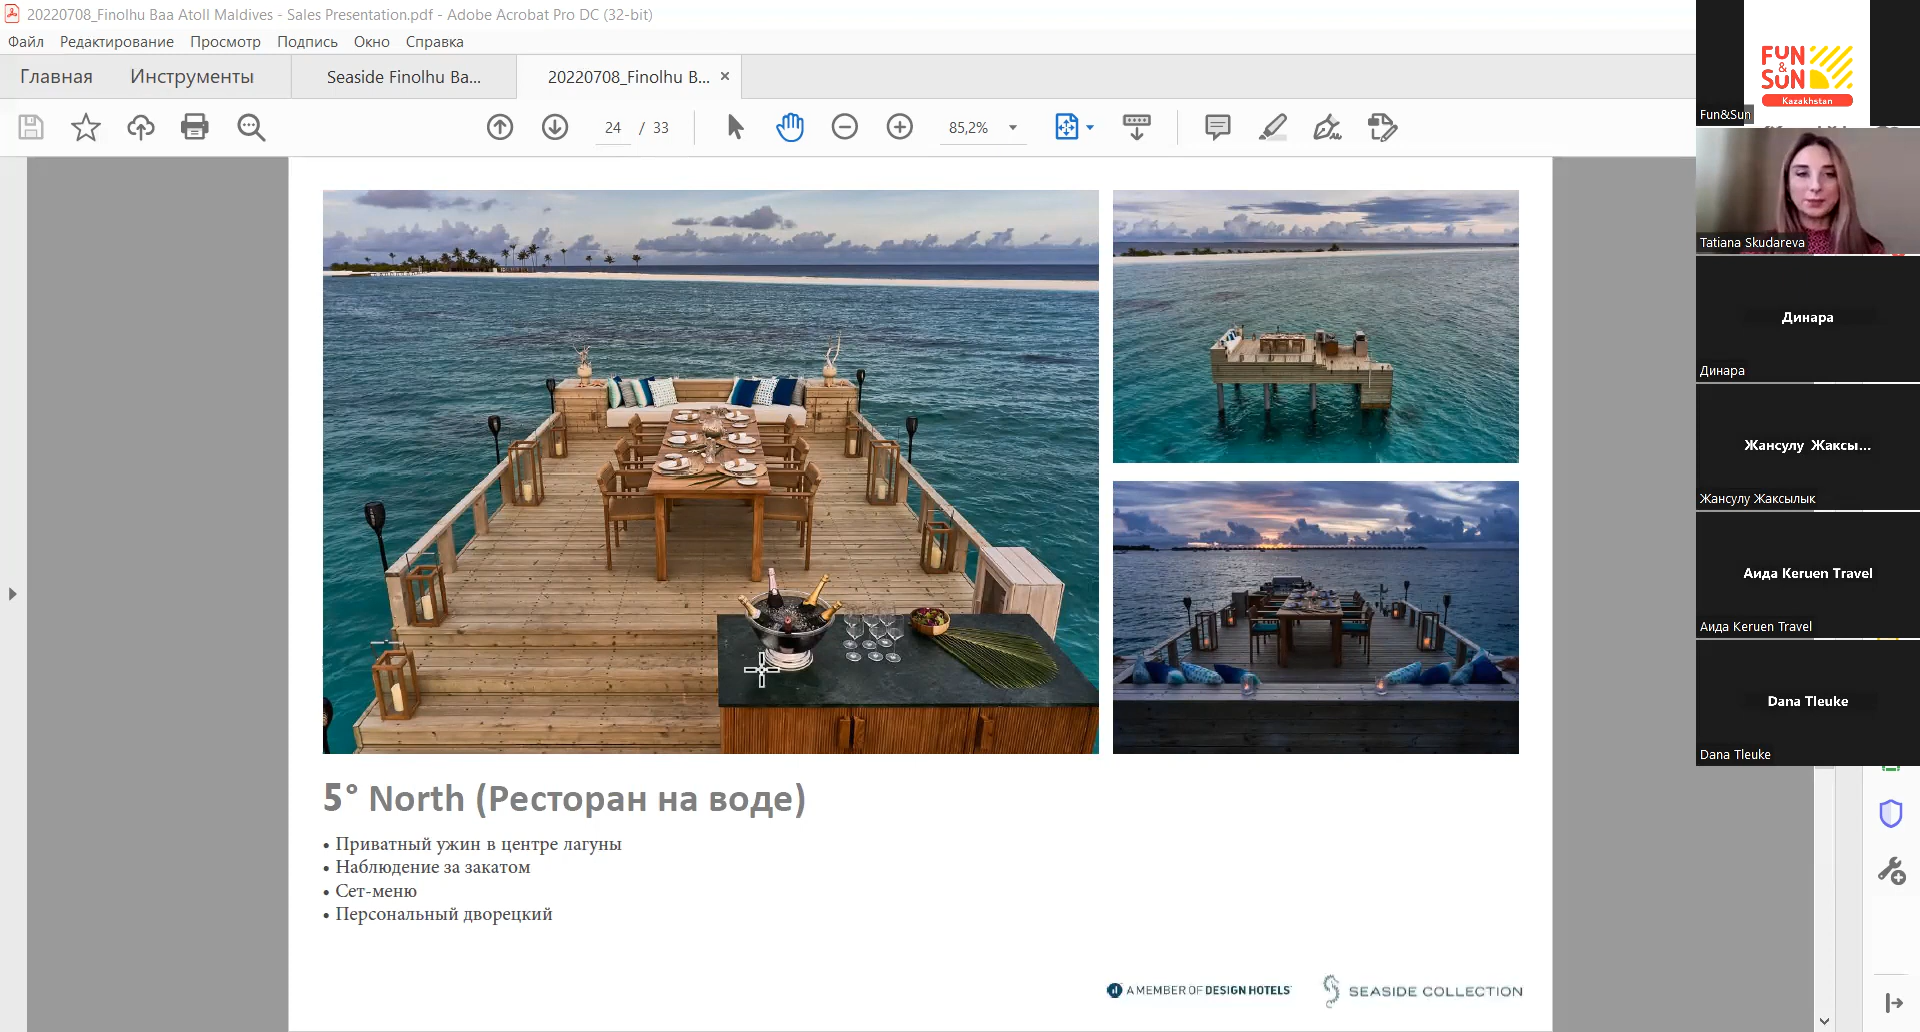 20220708_Finolhu Baa Atoll Maldives - Sales Presentation.pdf - Adobe Acrobat Pro DC (32-bit)
Файл Редактирование Просмотр Подпись Окно Справка
Главная Инструменты Seaside Finolhu Ba... 20220708_Finolhu B... ×
24 / 33 85,2%
FUN
&
SUN
Kazakhstan
Fun&Sun
Tatiana Skudareva
Динара
Динара
Жансулу Жаксы...
Жансулу Жаксылык
Аида Keruen Travel
Аида Keruen Travel
Dana Tleuke
Dana Tleuke
5° North (Ресторан на воде)
• Приватный ужин в центре лагуны
• Наблюдение за закатом
• Сет-меню
• Персональный дворецкий
A MEMBER OF DESIGN HOTELS
SEASIDE COLLECTION